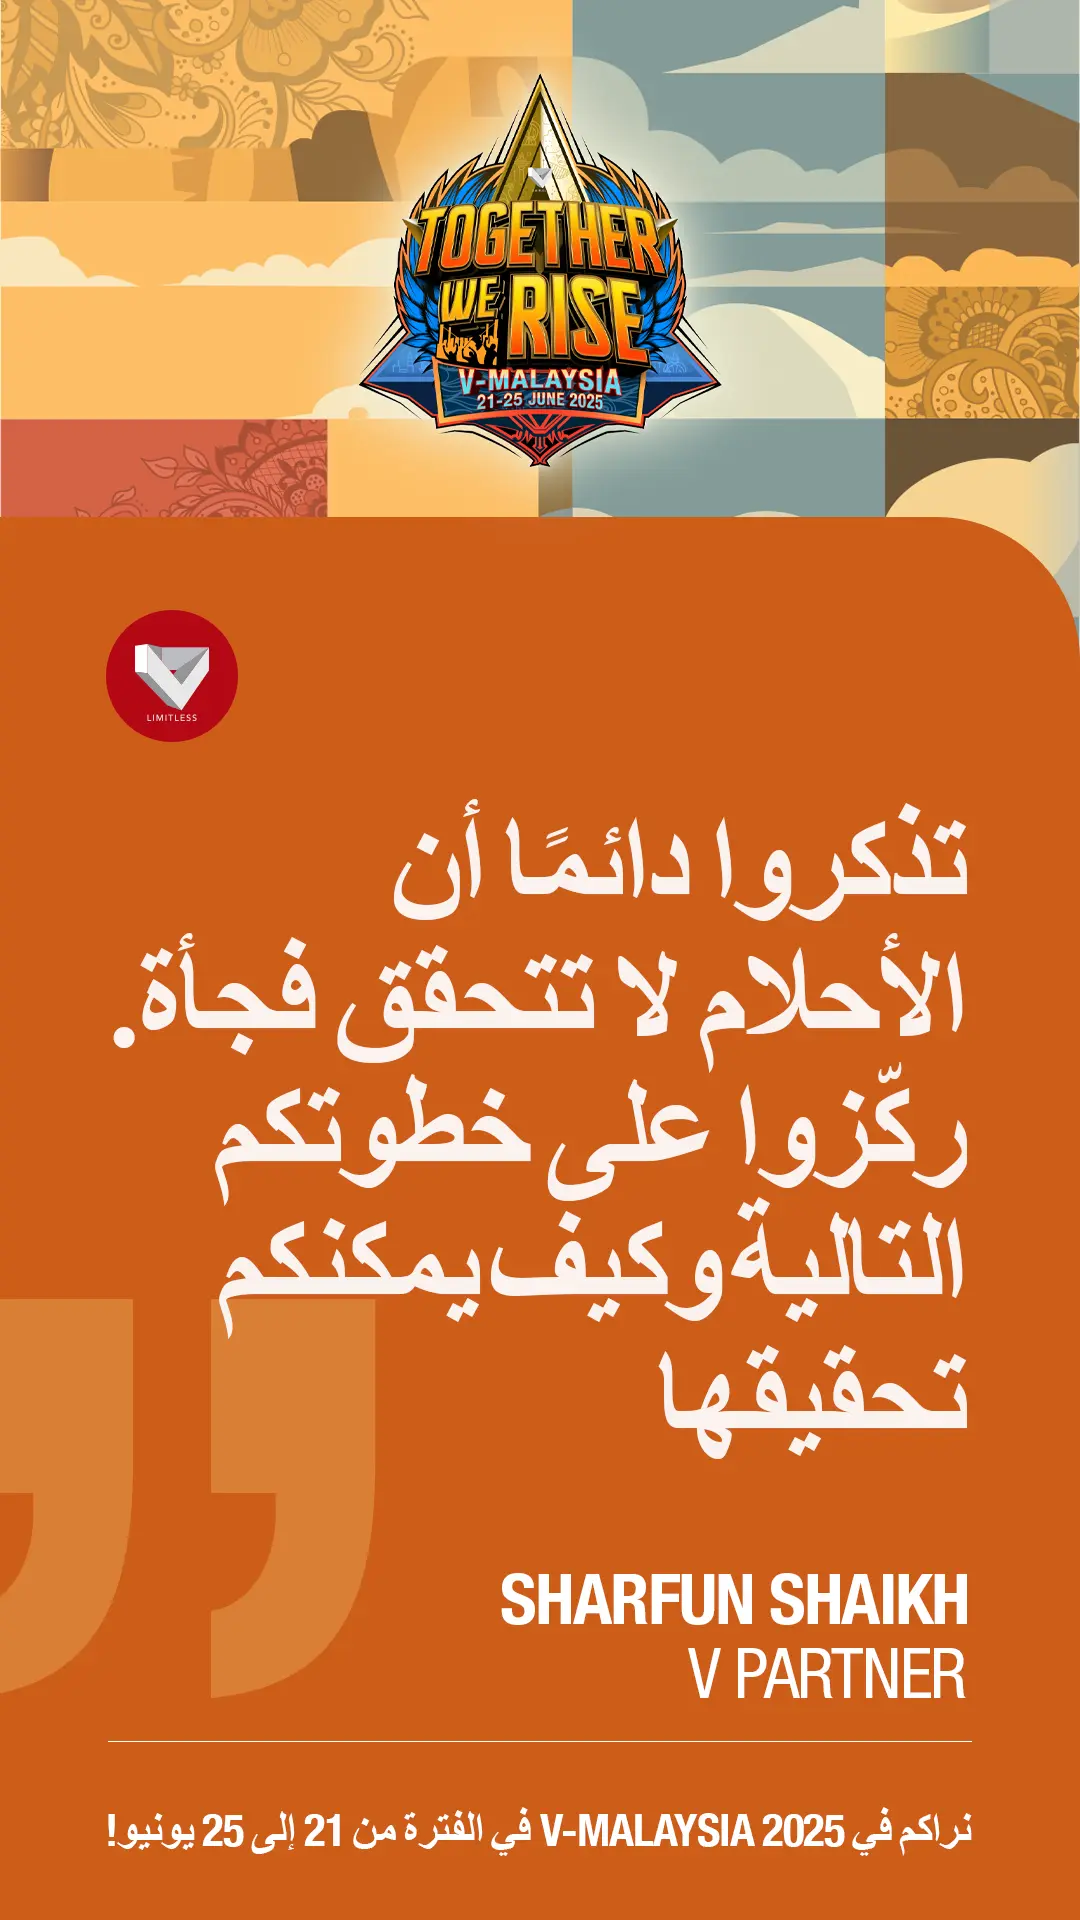 TOGETHER
WE RISE
V-MALAYSIA
21-25 JUNE 2025
LIMITLESS
تذكروا دائمًا أن
الأحلام لا تتحقق فجأة.
ركّزوا على خطوتكم
التالية وكيف يمكنكم
تحقيقها
SHARFUN SHAIKH
V PARTNER
نراكم في V-MALAYSIA 2025 في الفترة من 21 إلى 25 يونيو!